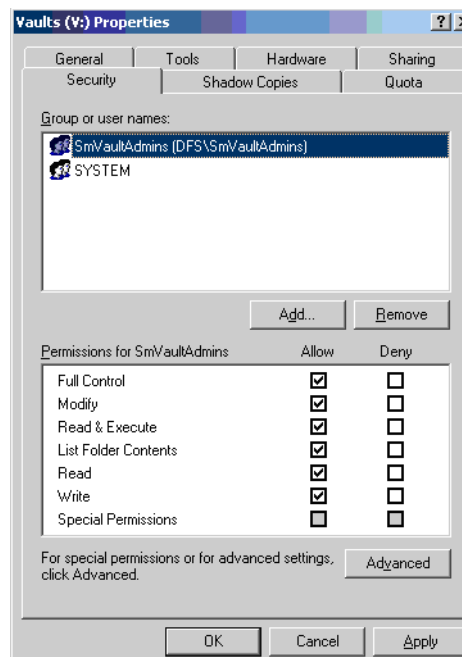 Vaults (V:) Properties
General Tools Hardware Sharing
Security Shadow Copies Quota
Group or user names:
SmVaultAdmins (DFS\SmVaultAdmins)
SYSTEM
Add... Remove
Permissions for SmVaultAdmins Allow Deny
Full Control
Modify
Read & Execute
List Folder Contents
Read
Write
Special Permissions
For special permissions or for advanced settings,
click Advanced.
Advanced
OK Cancel Apply